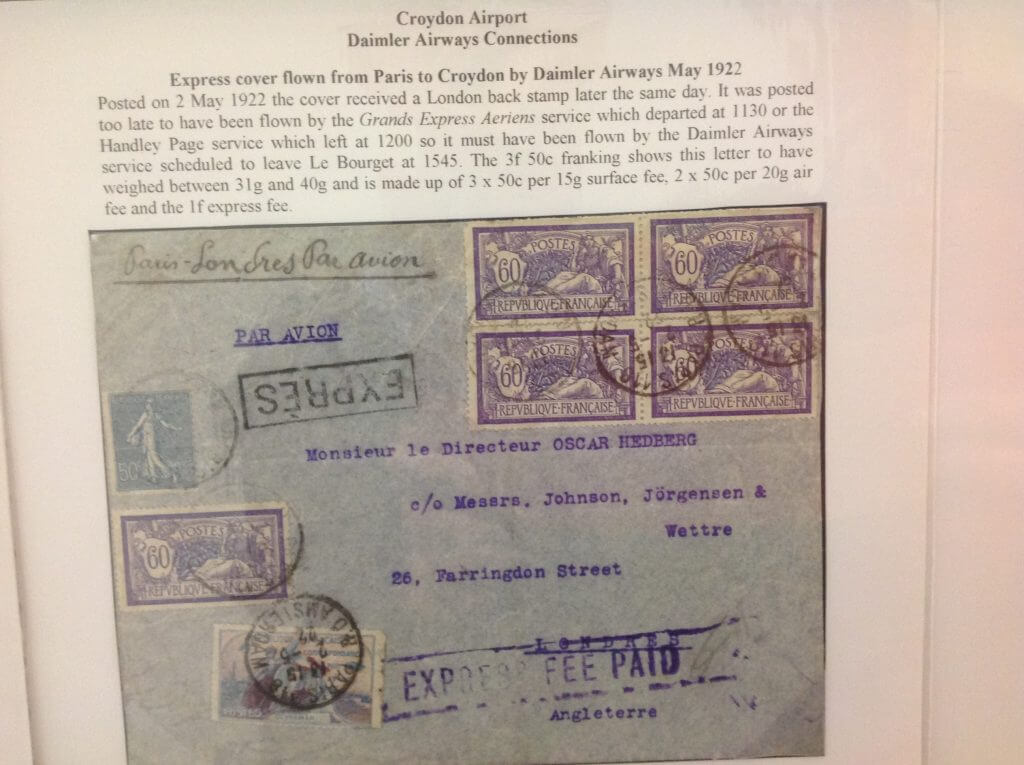 Croydon Airport
Daimler Airways Connections
Express cover flown from Paris to Croydon by Daimler Airways May 1922
Posted on 2 May 1922 the cover received a London back stamp later the same day. It was posted
too late to have been flown by the Grands Express Aeriens service which departed at 1130 or the
Handley Page service which left at 1200 so it must have been flown by the Daimler Airways
service scheduled to leave Le Bourget at 1545. The 3f 50c franking shows this letter to have
weighed between 31g and 40g and is made up of 3 x 50c per 15g surface fee, 2 x 50c per 20g air
fee and the 1f express fee.
Paris-Londres Par avion
POSTES
60
REPVBLIQVE·FRANÇAISE
POSTES
60
REPVBLIQVE·FRANÇAISE
60
REPVBLIQVE·FRANÇAISE
60
REPVBLIQVE·FRANÇAISE
PAR AVION
EXPRÈS
50
Monsieur le Directeur OSCAR HEDBERG
c/o Messrs. Johnson, Jörgensen &
Wettre
26, Farringdon Street
POSTES
60
REPVBLIQVE·FRANÇAISE
LONDRES
EXPRESS FEE PAID
Angleterre